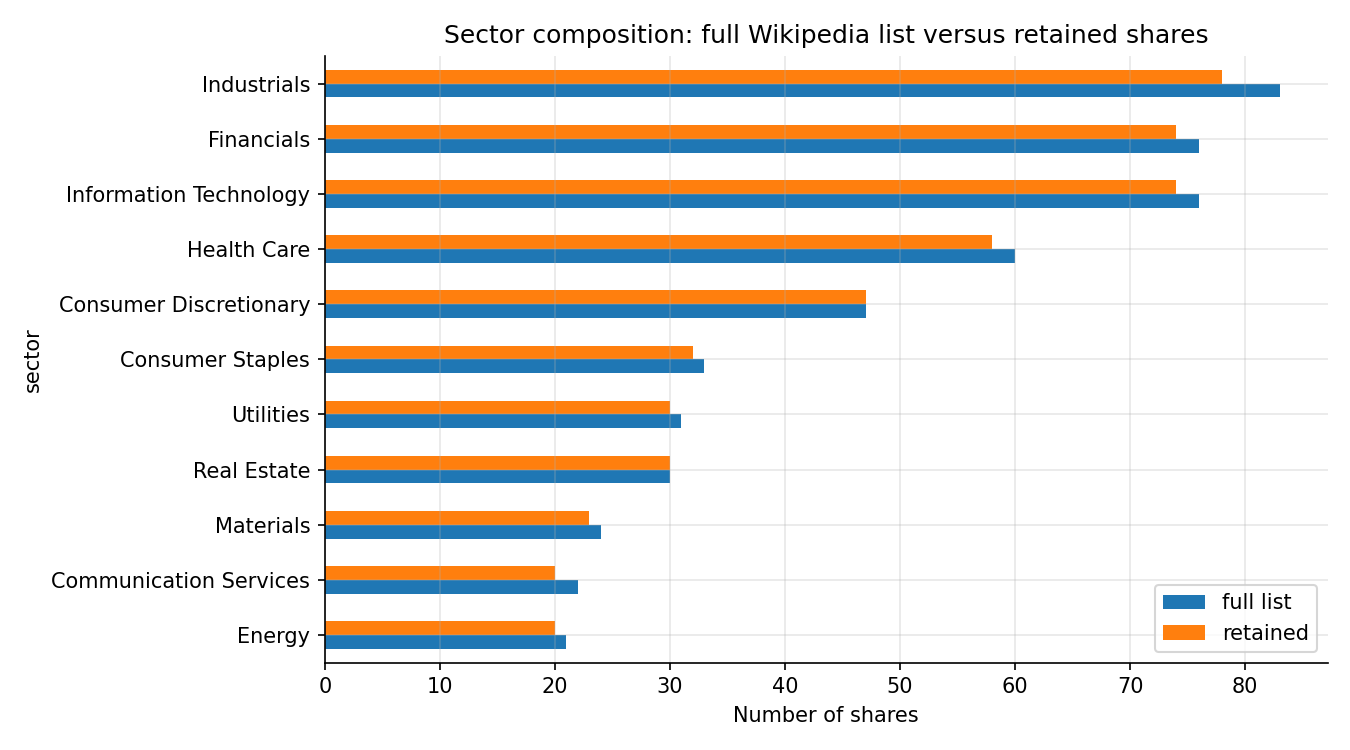 Sector composition: full Wikipedia list versus retained shares
Industrials
Financials
Information Technology
Health Care
Consumer Discretionary
Consumer Staples
Utilities
Real Estate
Materials
Communication Services
Energy
sector
full list
retained
0 10 20 30 40 50 60 70 80
Number of shares